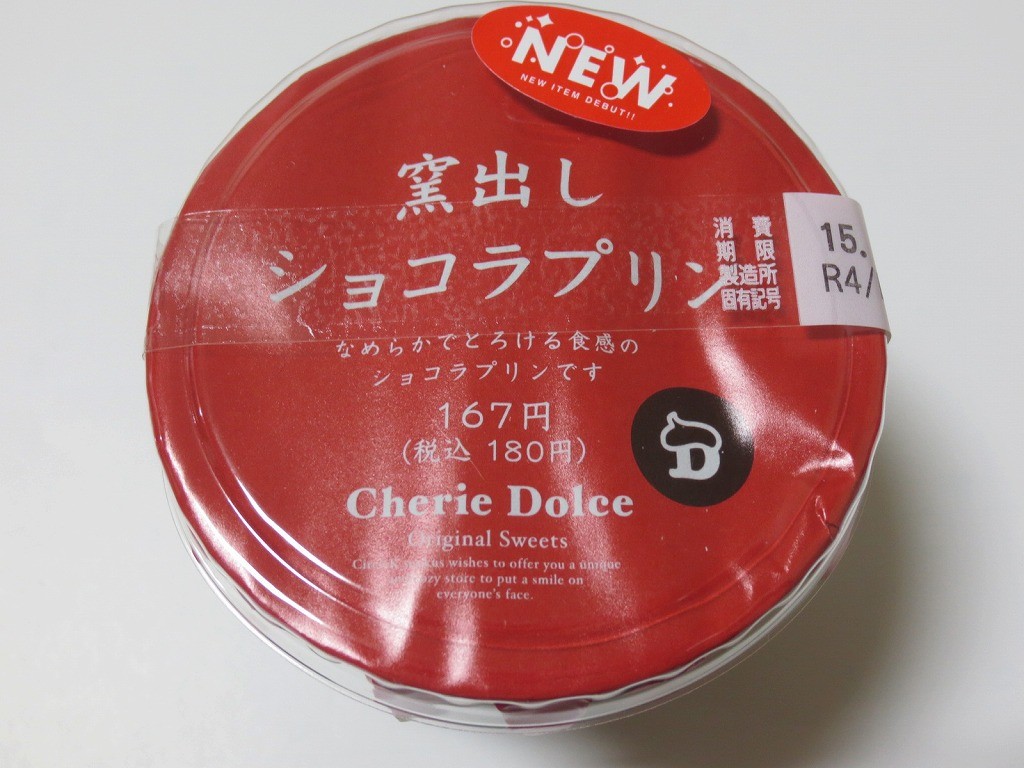 NEW
NEW ITEM DEBUT!!
窯出し
ショコラプリン
消費
期限
製造所
固有記号
15.
R4/
なめらかでとろける食感の
ショコラプリンです
167円
(税込 180円)
D
Cherie Dolce
Original Sweets
wishes to offer you a unique
cozy store to put a smile on
everyone's face.